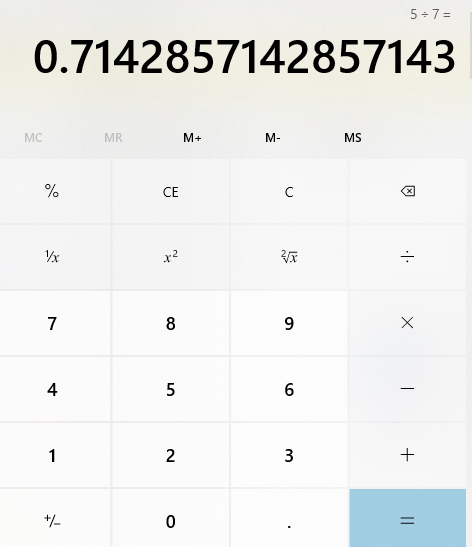 5 ÷ 7 =
0.7142857142857143
MC MR M+ M- MS
% CE C ⌫
¹/x x² ²√x ÷
7 8 9 ×
4 5 6 −
1 2 3 +
+/− 0 . =